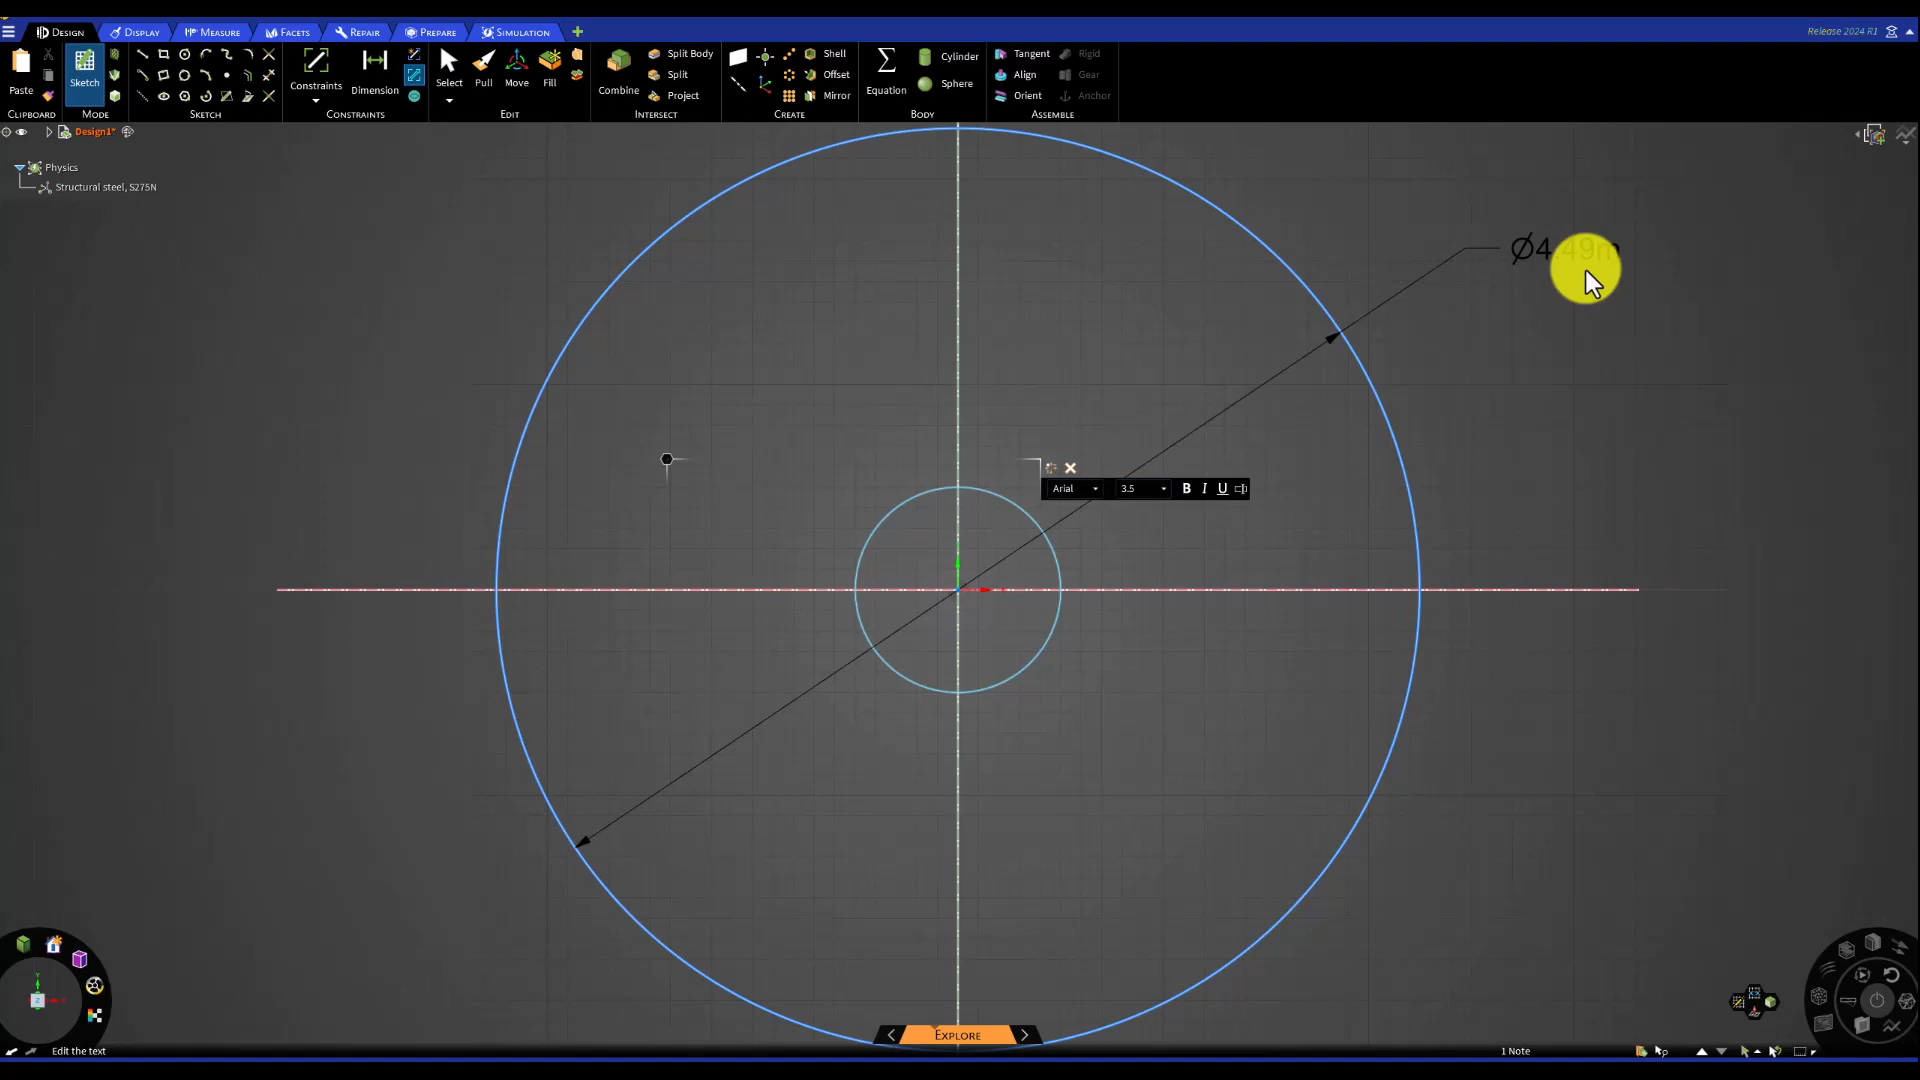 Design Display Measure Facets Repair Prepare Simulation
Release 2024 R1
Paste
Sketch
Constraints
Dimension
Select
Pull
Move
Fill
Combine
Split Body
Split
Project
Shell
Offset
Mirror
Equation
Cylinder
Sphere
Tangent
Align
Orient
Rigid
Gear
Anchor
Clipboard Mode Sketch Constraints Edit Intersect Create Body Assemble
Design1*
Physics
Structural steel, S275N
Ø4.49m
Arial 3.5 B I U
Y
Z
Explore
Edit the text
1 Note